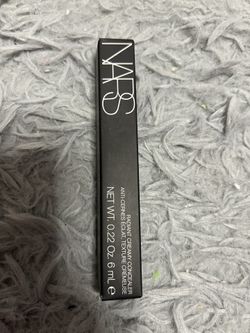 NARS
RADIANT CREAMY CONCEALER
ANTI-CERNES ÉCLAT, TEXTURE CRÉMEUSE
NET WT. 0.22 Oz. 6 mL ℮